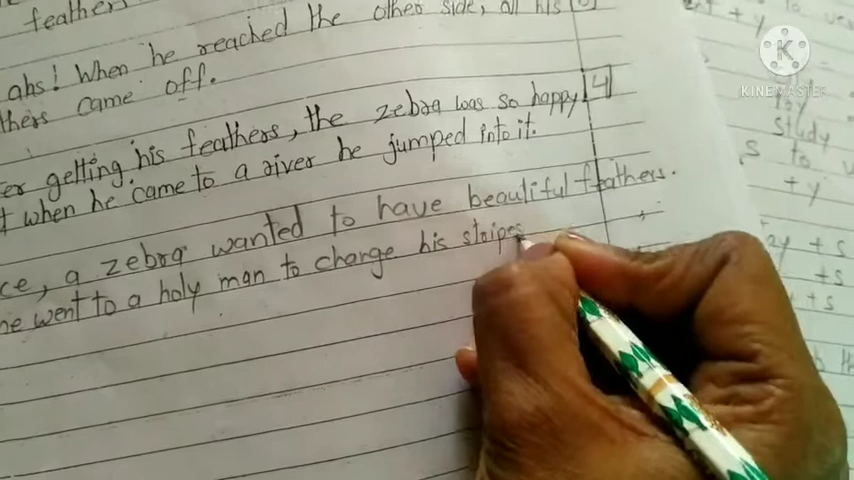 feathers
ahs! When he reached the other side, all his
thers came off.
er getting his feathers, the zebra was so happy 4
t when he came to a river he jumped into it.
ce, a zebra wanted to have beautiful feathers.
he went to a holy man to change his stripes
+ y
toy
study
s to
+ y
ay + s
+ s
+ s
K
KINEMASTER